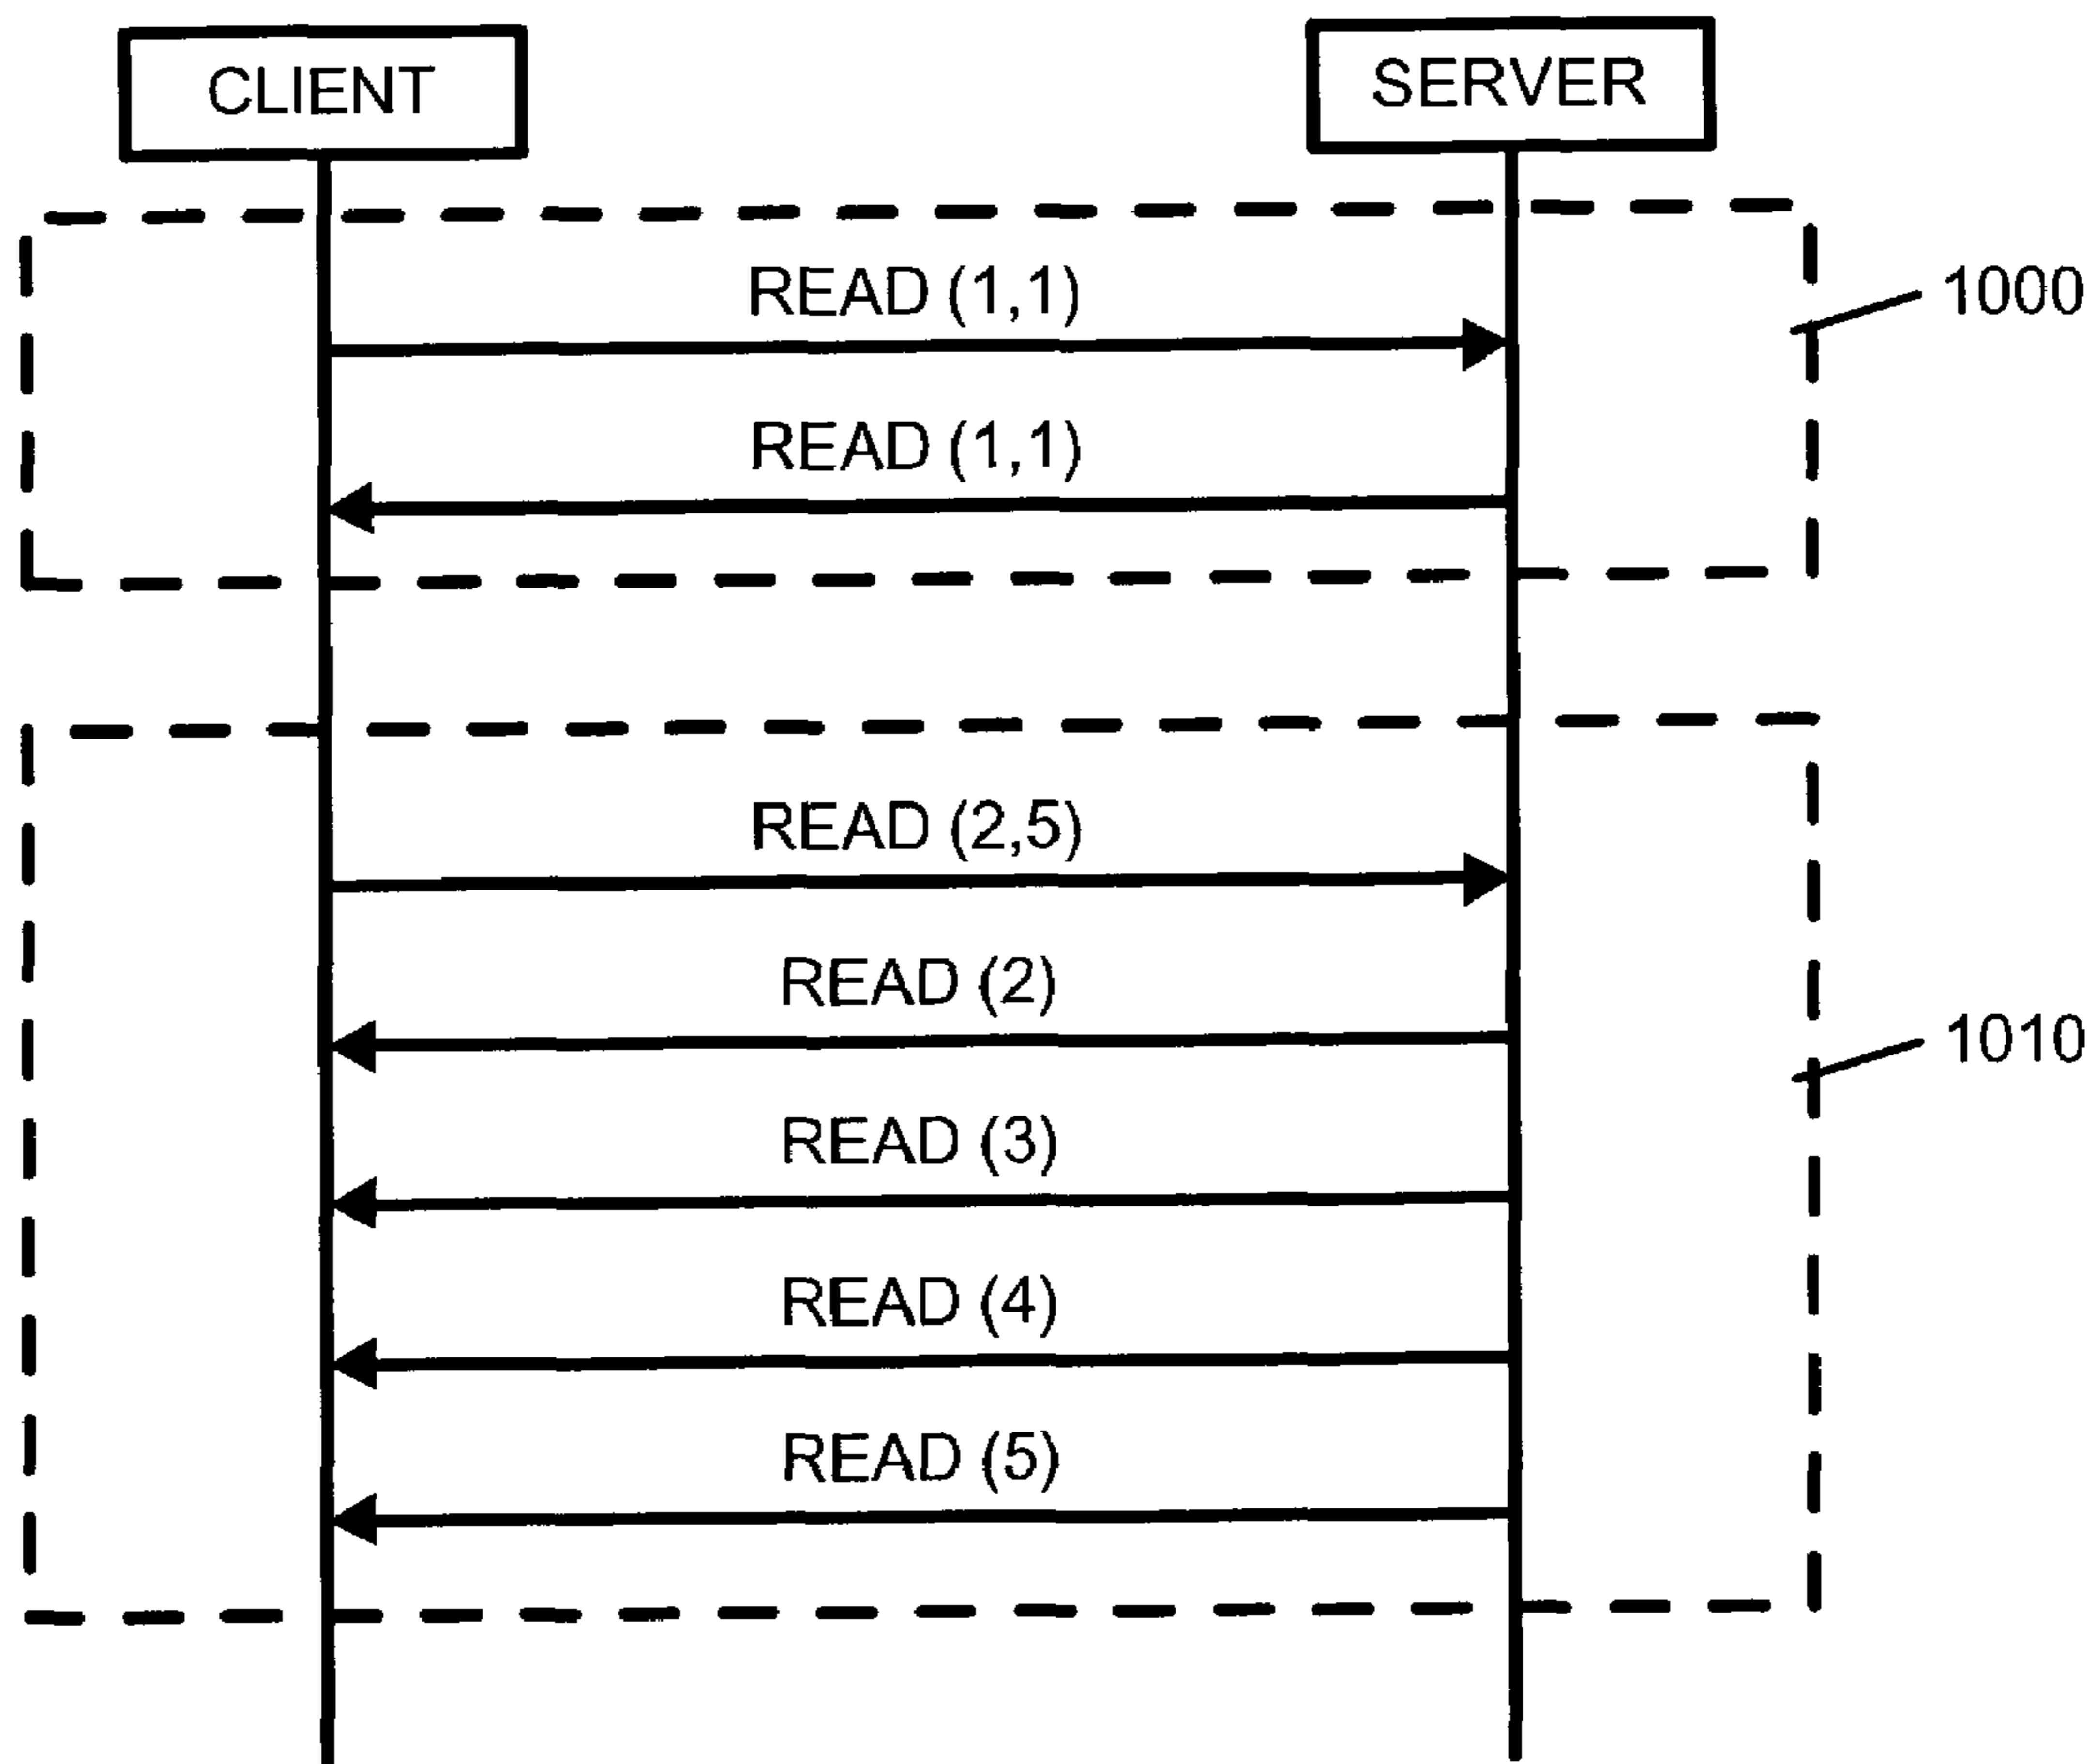 CLIENT
SERVER
READ (1,1)
1000
READ (1,1)
READ (2,5)
READ (2)
1010
READ (3)
READ (4)
READ (5)